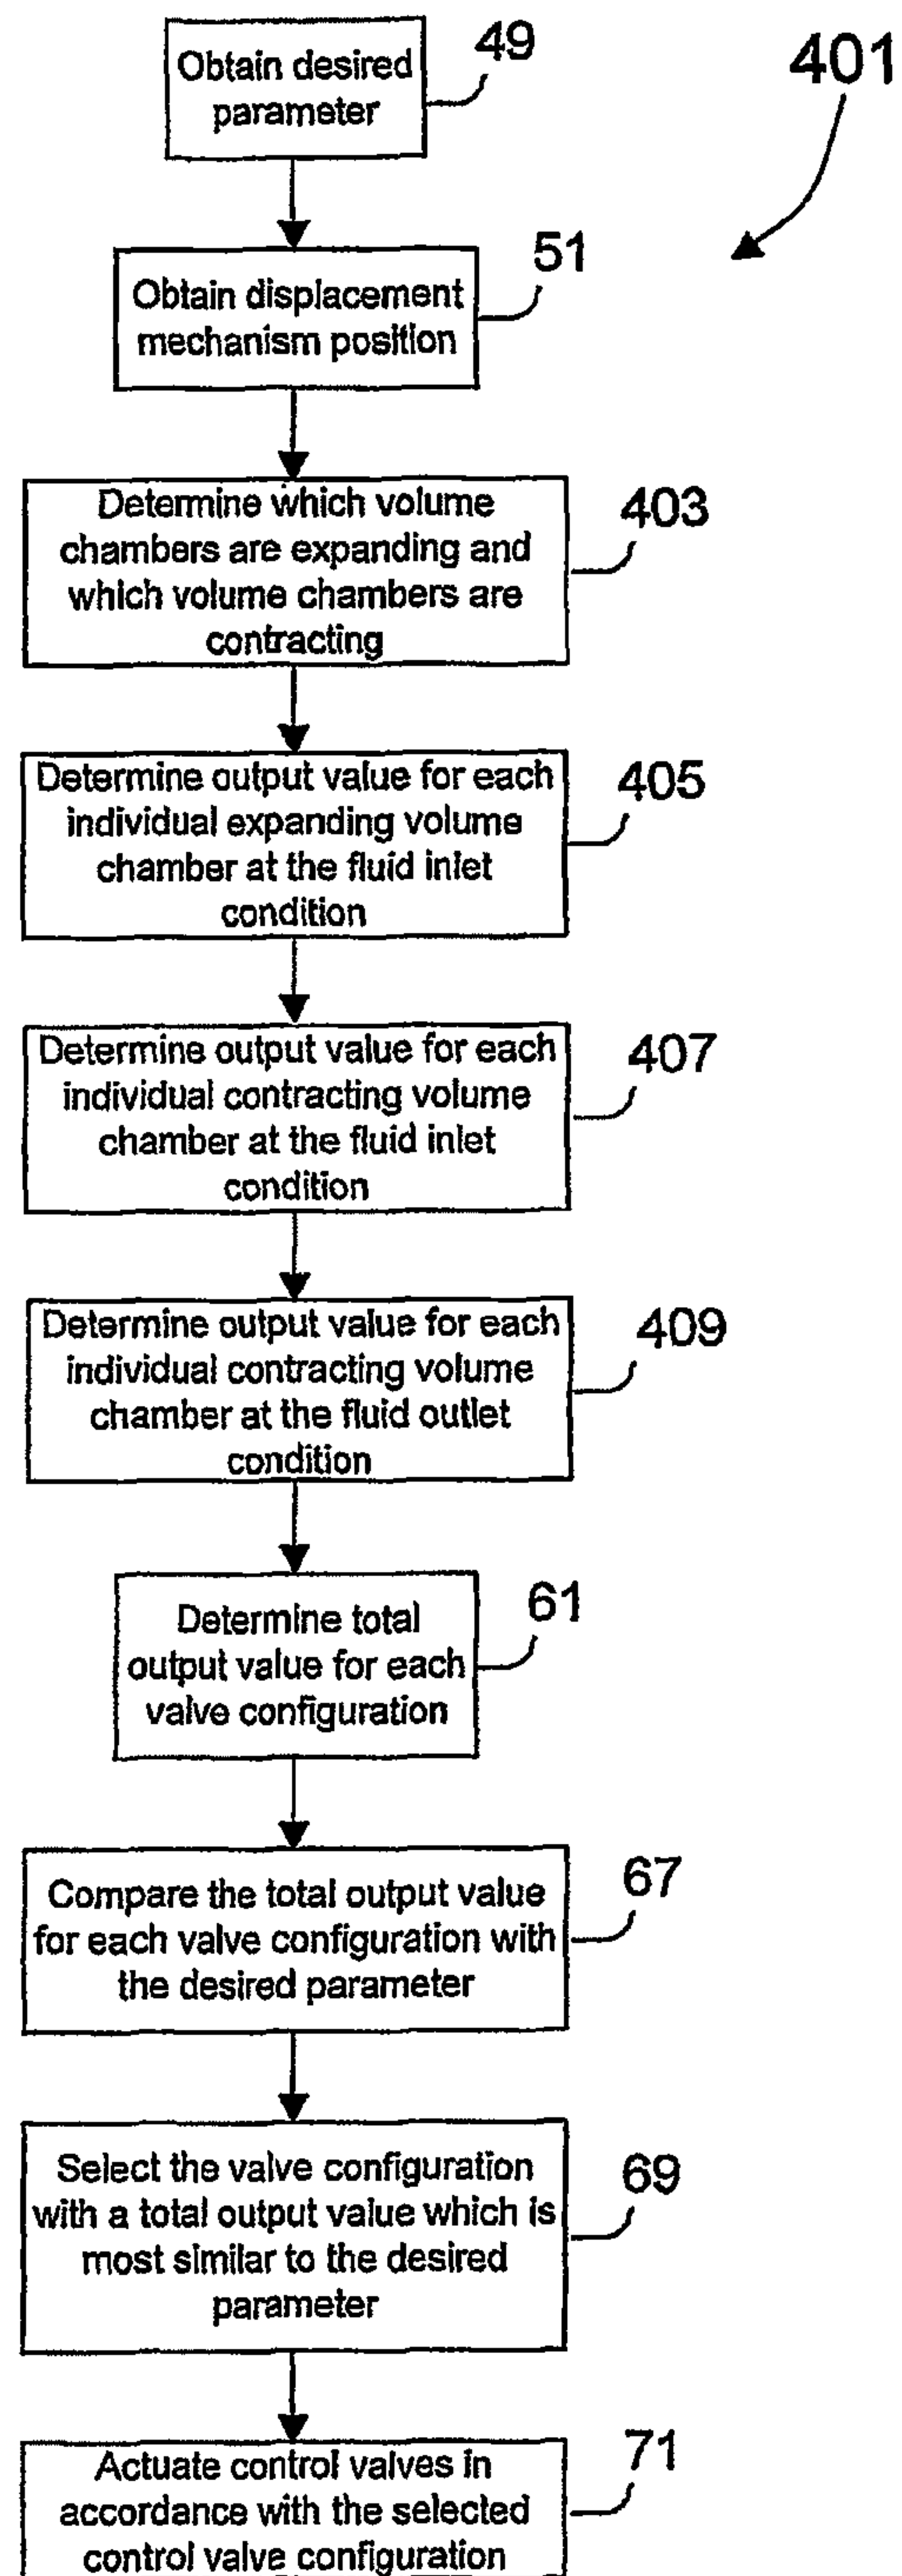 Obtain desired
parameter
49
401
Obtain displacement
mechanism position
51
Determine which volume
chambers are expanding and
which volume chambers are
contracting
403
Determine output value for each
individual expanding volume
chamber at the fluid inlet
condition
405
Determine output value for each
individual contracting volume
chamber at the fluid inlet
condition
407
Determine output value for each
individual contracting volume
chamber at the fluid outlet
condition
409
Determine total
output value for each
valve configuration
61
Compare the total output value
for each valve configuration with
the desired parameter
67
Select the valve configuration
with a total output value which is
most similar to the desired
parameter
69
Actuate control valves in
accordance with the selected
control valve configuration
71